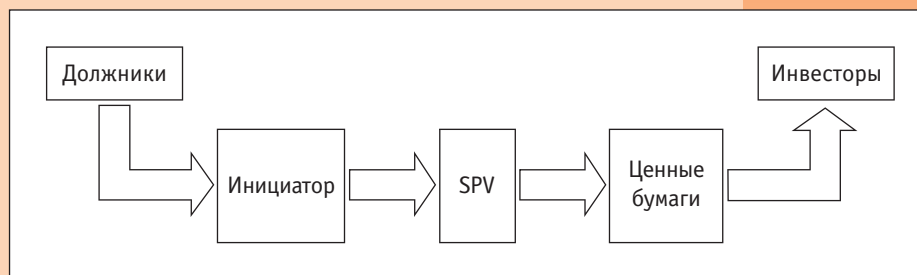 Должники
Инвесторы
Инициатор
SPV
Ценные
бумаги